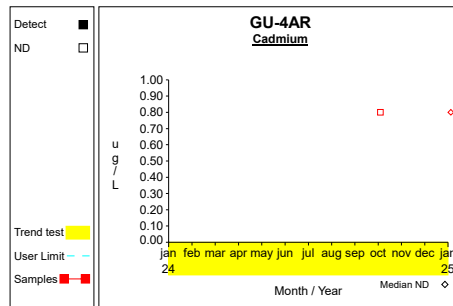 Detect
ND
Trend test
User Limit
Samples
GU-4AR
Cadmium
ug/L
1.00
0.90
0.80
0.70
0.60
0.50
0.40
0.30
0.20
0.10
0.00
jan feb mar apr may jun jul aug sep oct nov dec jan
24 25
Month / Year
Median ND